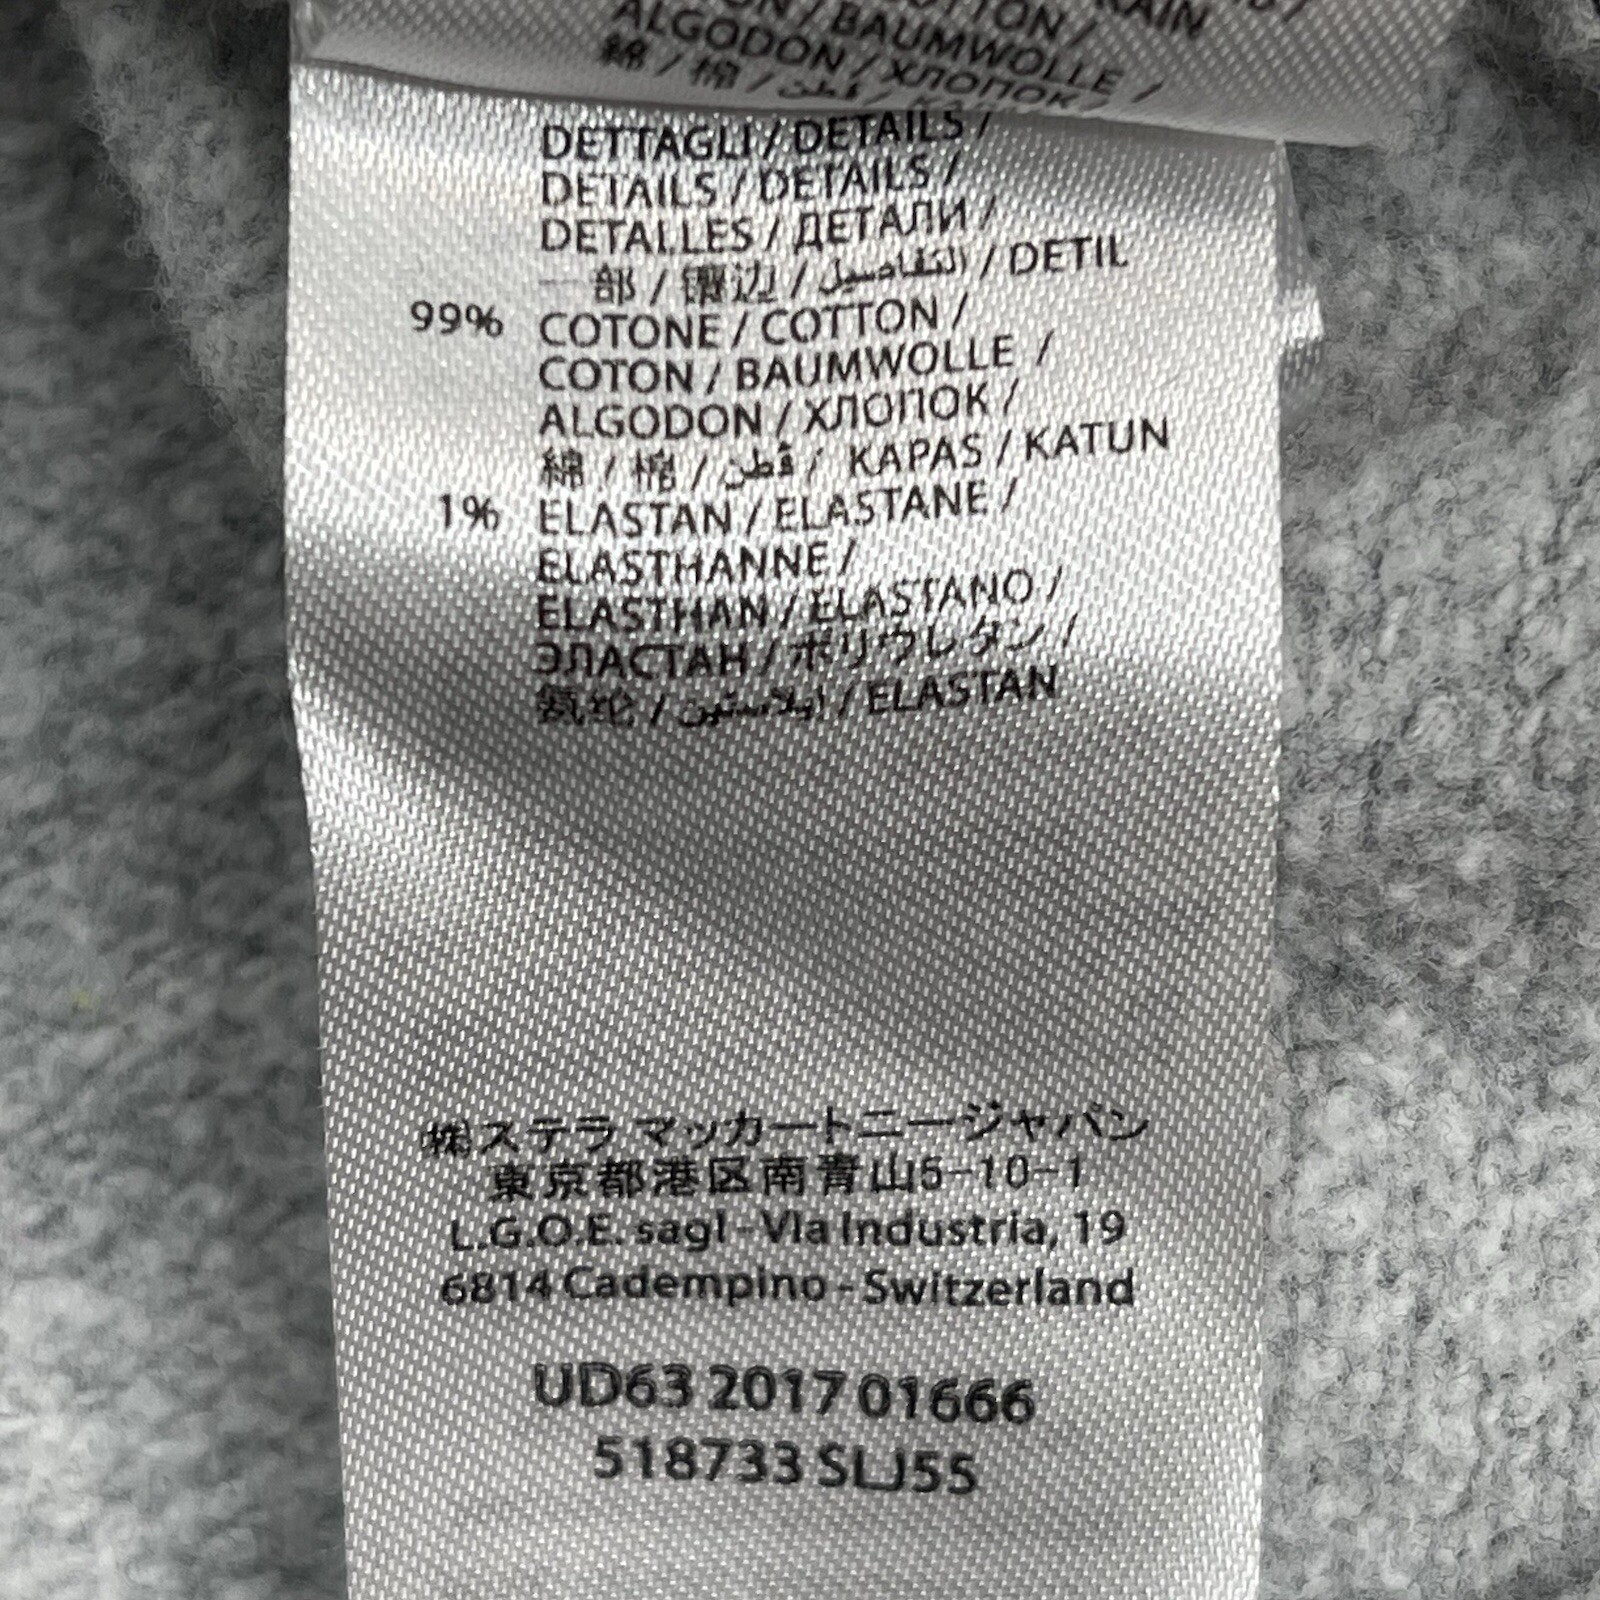 BAUMWOLLE /
ALGODON / ХЛОПОК /
綿 / 棉 / قطن /
DETTAGLI / DETAILS /
DETAILS / DETAILS /
DETALLES / ДЕТАЛИ /
一部 / 镶边 / التفاصيل / DETIL
99% COTONE / COTTON /
COTON / BAUMWOLLE /
ALGODON / ХЛОПОК /
綿 / 棉 / قطن / KAPAS / KATUN
1% ELASTAN / ELASTANE /
ELASTHANNE /
ELASTHAN / ELASTANO /
ЭЛАСТАН / ポリウレタン /
氨纶 / إيلاستين / ELASTAN
㈱ステラ マッカートニージャパン
東京都港区南青山5-10-1
L.G.O.E. sagl - Via Industria, 19
6814 Cadempino - Switzerland
UD63 2017 01666
518733 SLJ55